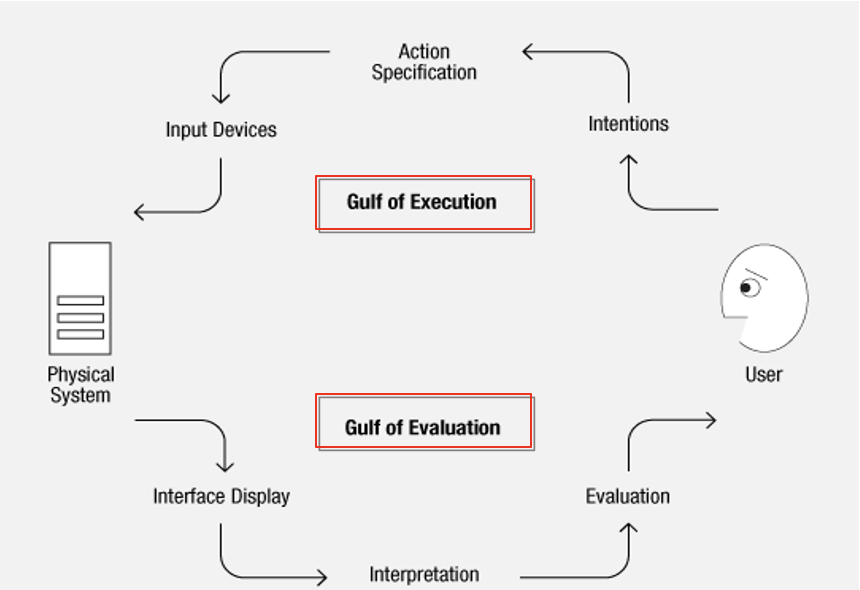 Action
Specification
Input Devices
Intentions
Gulf of Execution
Physical
System
User
Gulf of Evaluation
Interface Display
Evaluation
Interpretation